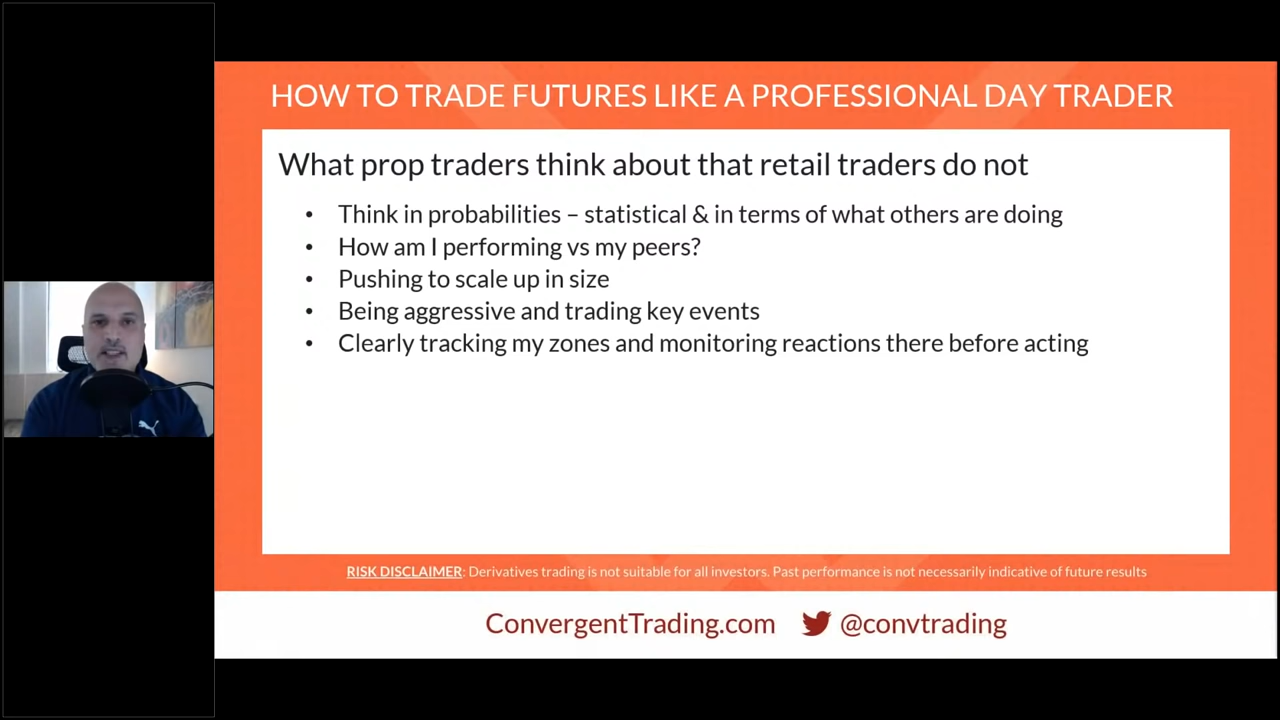 HOW TO TRADE FUTURES LIKE A PROFESSIONAL DAY TRADER
What prop traders think about that retail traders do not
• Think in probabilities – statistical & in terms of what others are doing
• How am I performing vs my peers?
• Pushing to scale up in size
• Being aggressive and trading key events
• Clearly tracking my zones and monitoring reactions there before acting
RISK DISCLAIMER: Derivatives trading is not suitable for all investors. Past performance is not necessarily indicative of future results
ConvergentTrading.com @convtrading